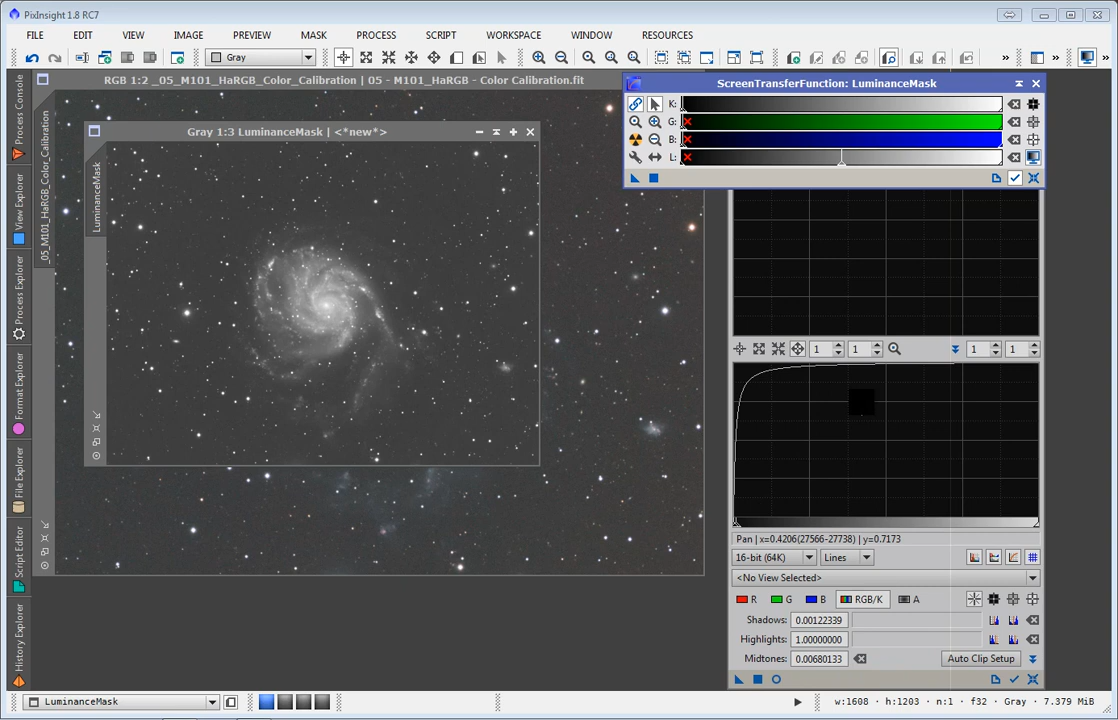 PixInsight 1.8 RC7
FILE EDIT VIEW IMAGE PREVIEW MASK PROCESS SCRIPT WORKSPACE WINDOW RESOURCES
Gray
RGB 1:2 _05_M101_HaRGB_Color_Calibration | 05 - M101_HaRGB - Color Calibration.fit
ScreenTransferFunction: LuminanceMask
K:
G:
B:
L:
Gray 1:3 LuminanceMask | <*new*>
LuminanceMask
_05_M101_HaRGB_Color_Calibration
Process Console
View Explorer
Process Explorer
Format Explorer
File Explorer
Script Editor
History Explorer
1 1 1 1
Pan | x=0.4206(27566-27738) | y=0.7173
16-bit (64K) Lines
<No View Selected>
R G B RGB/K A
Shadows: 0.00122339
Highlights: 1.00000000
Midtones: 0.00680133 Auto Clip Setup
LuminanceMask
w:1608 · h:1203 · n:1 · f32 · Gray · 7.379 MiB